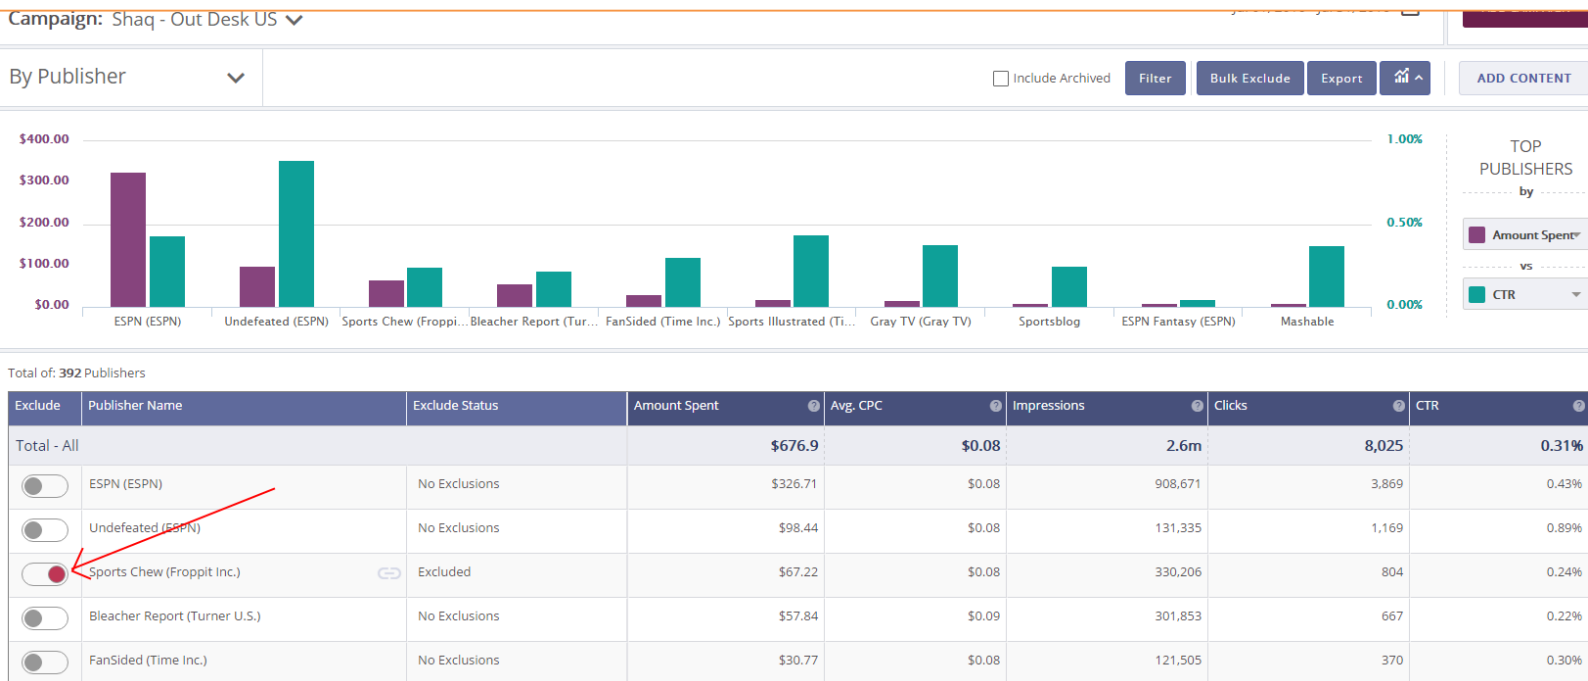 Campaign: Shaq - Out Desk US
By Publisher
Include Archived Filter Bulk Exclude Export ADD CONTENT
$400.00
$300.00
$200.00
$100.00
$0.00
1.00%
0.50%
0.00%
ESPN (ESPN) Undefeated (ESPN) Sports Chew (Froppi... Bleacher Report (Tur... FanSided (Time Inc.) Sports Illustrated (Ti... Gray TV (Gray TV) Sportsblog ESPN Fantasy (ESPN) Mashable
TOP
PUBLISHERS
by
Amount Spent
vs
CTR
Total of: 392 Publishers
Exclude Publisher Name Exclude Status Amount Spent ? Avg. CPC ? Impressions ? Clicks ? CTR ?
Total - All $676.9 $0.08 2.6m 8,025 0.31%
ESPN (ESPN) No Exclusions $326.71 $0.08 908,671 3,869 0.43%
Undefeated (ESPN) No Exclusions $98.44 $0.08 131,335 1,169 0.89%
Sports Chew (Froppit Inc.) Excluded $67.22 $0.08 330,206 804 0.24%
Bleacher Report (Turner U.S.) No Exclusions $57.84 $0.09 301,853 667 0.22%
FanSided (Time Inc.) No Exclusions $30.77 $0.08 121,505 370 0.30%